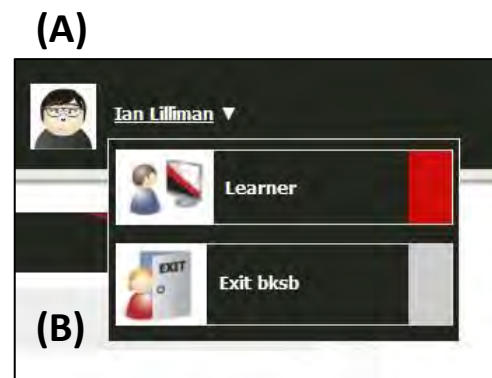 (A)
Ian Lilliman ▼
Learner
EXIT
Exit bksb
(B)